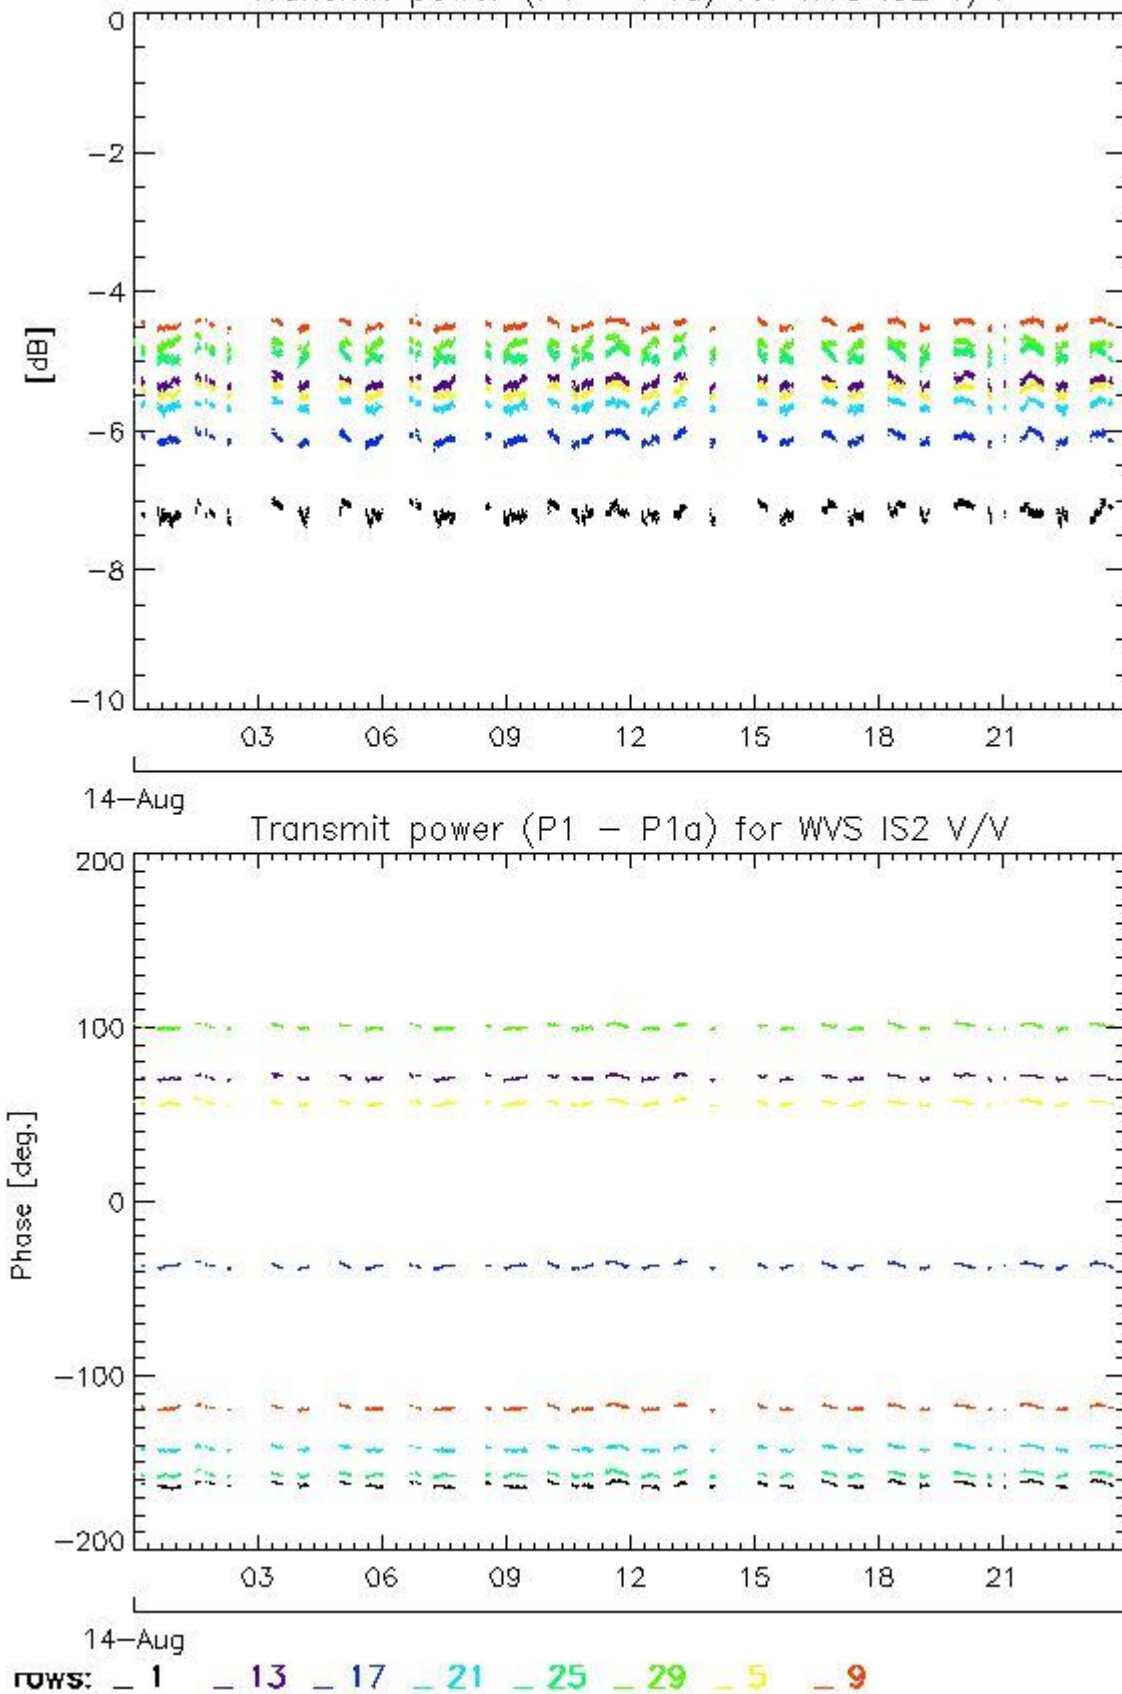 0
-2
-4
[dB]
-6
-8
-10
03 06 09 12 15 18 21
14-Aug
Transmit power (P1 - P1a) for WVS IS2 V/V
200
100
0
Phase [deg.]
-100
-200
03 06 09 12 15 18 21
14-Aug
rows: _ 1 _ 13 _ 17 _ 21 _ 25 _ 29 _ 5 _ 9